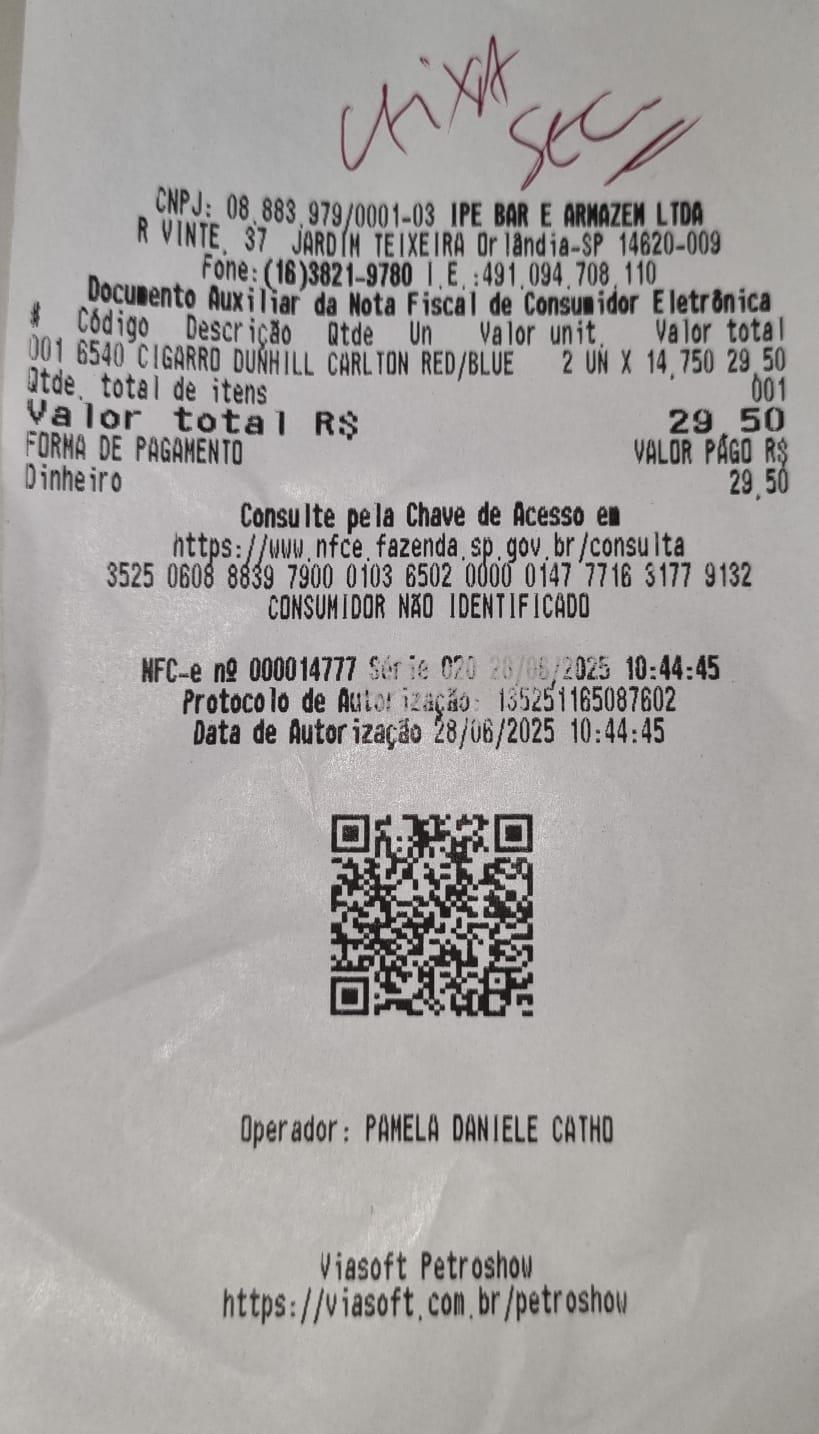 CAIXA
SEC
CNPJ: 08.883.979/0001-03 IPE BAR E ARMAZEM LTDA
R VINTE, 37 JARDIM TEIXEIRA Orlândia-SP 14620-009
Fone:(16)3821-9780 I.E.:491.094.708.110
Documento Auxiliar da Nota Fiscal de Consumidor Eletrônica
# Código Descrição Qtde Un Valor unit. Valor total
001 6540 CIGARRO DUNHILL CARLTON RED/BLUE 2 UN X 14,750 29,50
Qtde. total de itens 001
Valor total R$ 29,50
FORMA DE PAGAMENTO VALOR PAGO R$
Dinheiro 29,50
Consulte pela Chave de Acesso em
https://www.nfce.fazenda.sp.gov.br/consulta
3525 0608 8839 7900 0103 6502 0000 0147 7716 3177 9132
CONSUMIDOR NÃO IDENTIFICADO
NFC-e nº 000014777 Série 020 28/06/2025 10:44:45
Protocolo de Autorização: 135251165087602
Data de Autorização 28/06/2025 10:44:45
Operador: PAMELA DANIELE CATHO
Viasoft Petroshow
https://viasoft.com.br/petroshow